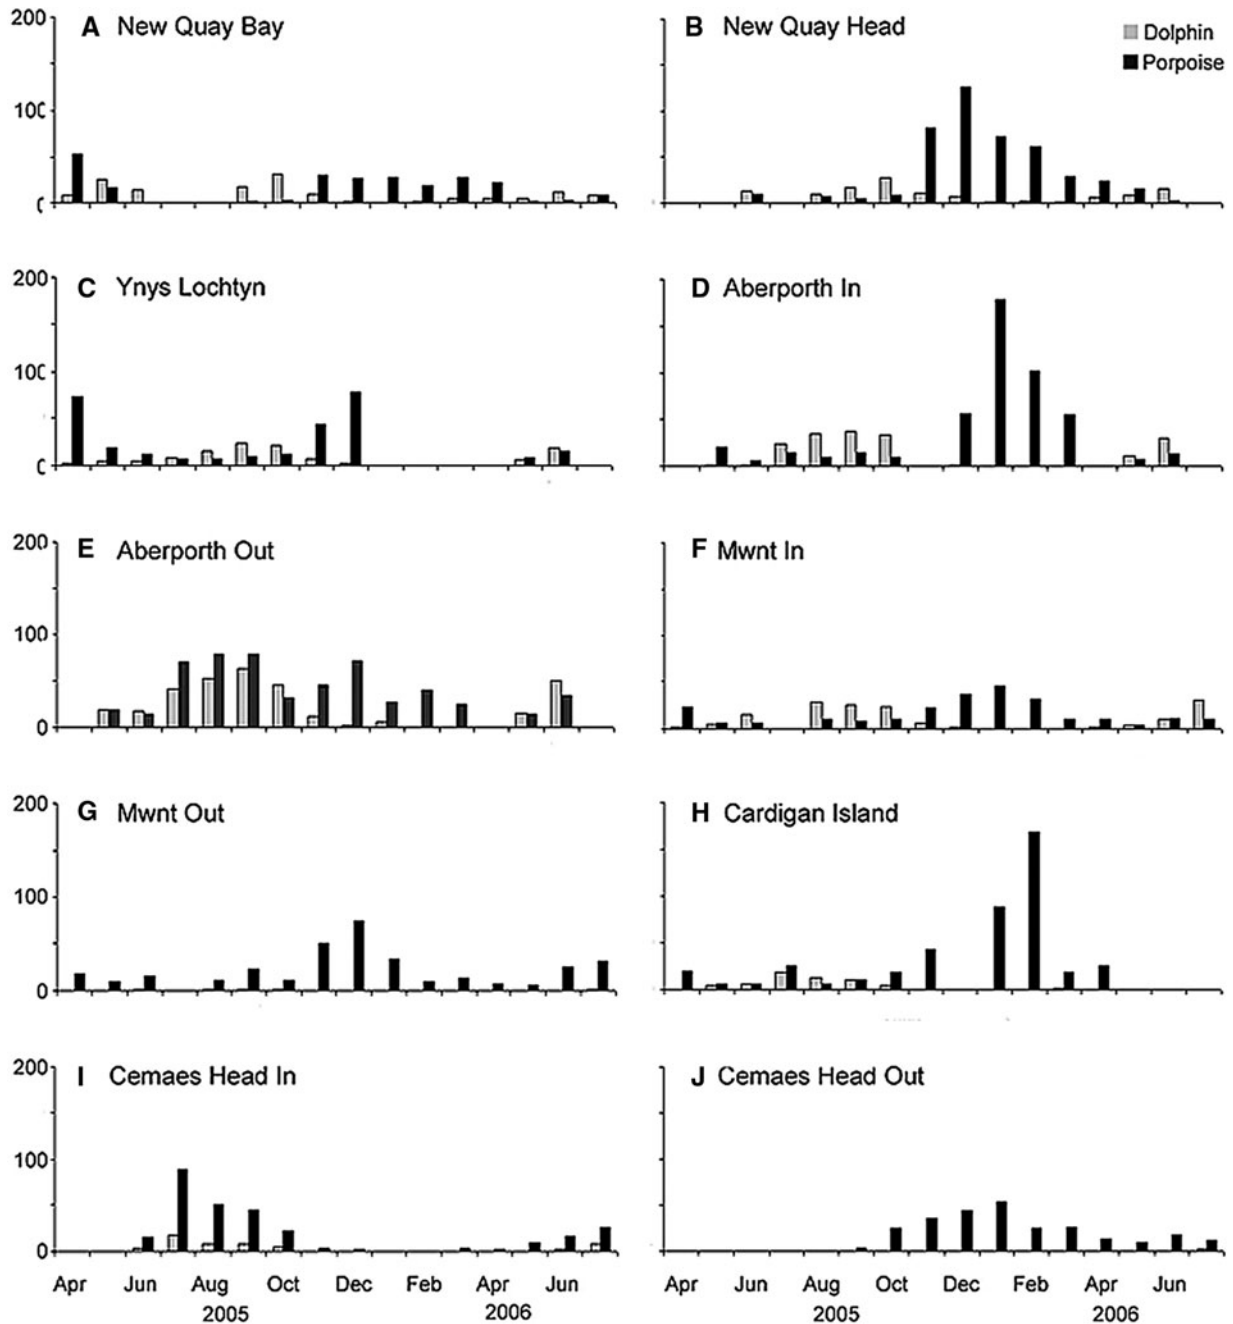 A New Quay Bay
B New Quay Head
Dolphin
Porpoise
200
100
0
C Ynys Lochtyn
D Aberporth In
200
100
0
E Aberporth Out
F Mwnt In
200
100
0
G Mwnt Out
H Cardigan Island
200
100
0
I Cemaes Head In
J Cemaes Head Out
200
100
0
Apr Jun Aug Oct Dec Feb Apr Jun
2005 2006
Apr Jun Aug Oct Dec Feb Apr Jun
2005 2006